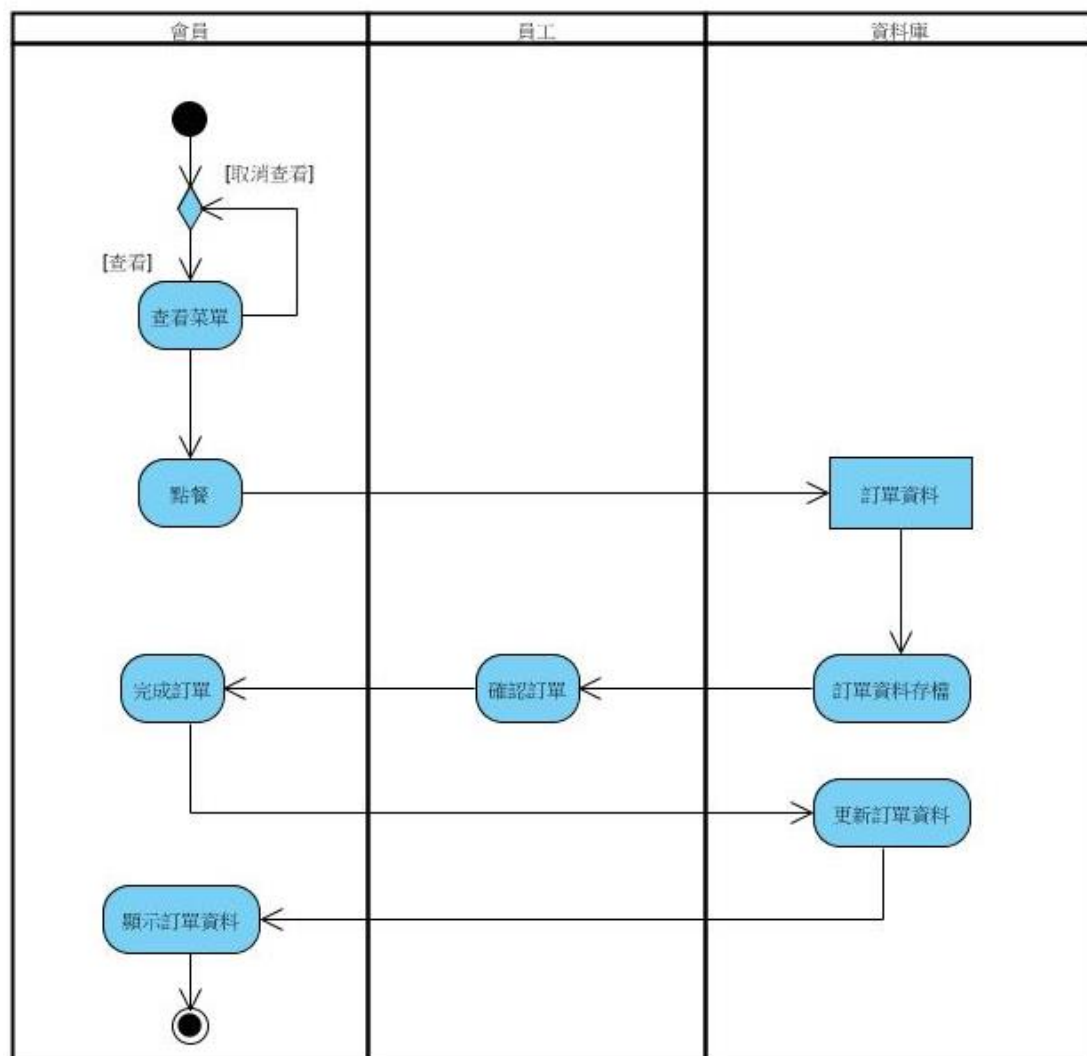 會員
員工
資料庫
[取消查看]
[查看]
查看菜單
點餐
訂單資料
完成訂單
確認訂單
訂單資料存檔
更新訂單資料
顯示訂單資料